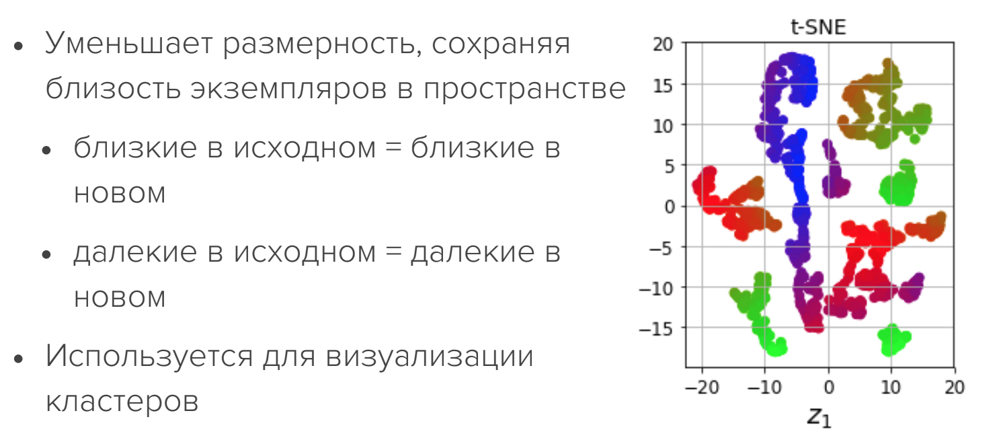 • Уменьшает размерность, сохраняя
близость экземпляров в пространстве
• близкие в исходном = близкие в
новом
• далекие в исходном = далекие в
новом
• Используется для визуализации
кластеров
t-SNE
20
15
10
5
0
−5
−10
−15
−20 −10 0 10 20
z₁